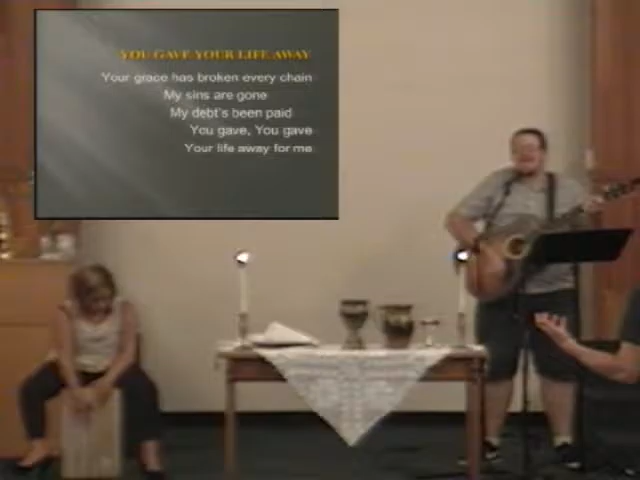 YOU GAVE YOUR LIFE AWAY
Your grace has broken every chain
My sins are gone
My debt's been paid
You gave, You gave
Your life away for me